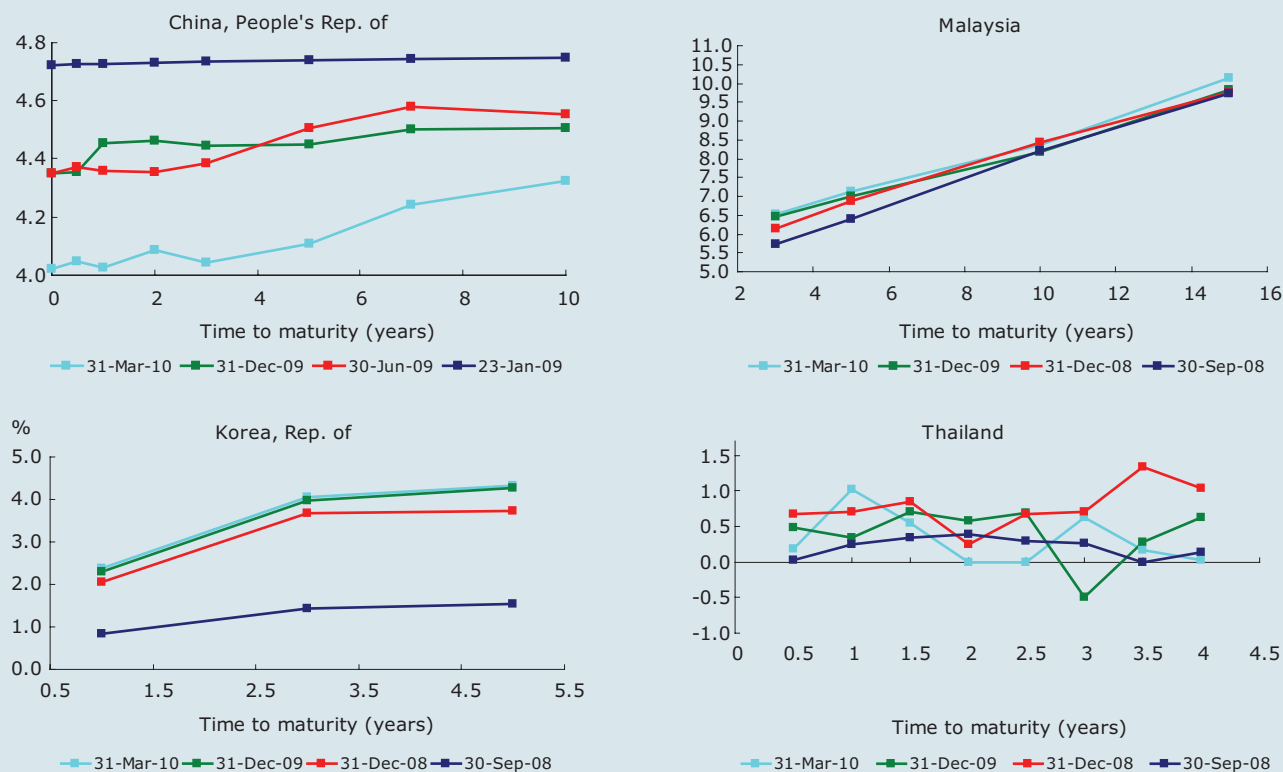 China, People's Rep. of
4.8
4.6
4.4
4.2
4.0
0 2 4 6 8 10
Time to maturity (years)
31-Mar-10 31-Dec-09 30-Jun-09 23-Jan-09
Malaysia
11.0
10.5
10.0
9.5
9.0
8.5
8.0
7.5
7.0
6.5
6.0
5.5
5.0
2 4 6 8 10 12 14 16
Time to maturity (years)
31-Mar-10 31-Dec-09 31-Dec-08 30-Sep-08
%
Korea, Rep. of
5.0
4.0
3.0
2.0
1.0
0.0
0.5 1.5 2.5 3.5 4.5 5.5
Time to maturity (years)
31-Mar-10 31-Dec-09 31-Dec-08 30-Sep-08
Thailand
1.5
1.0
0.5
0.0
-0.5
-1.0
0 0.5 1 1.5 2 2.5 3 3.5 4 4.5
Time to maturity (years)
31-Mar-10 31-Dec-09 31-Dec-08 30-Sep-08